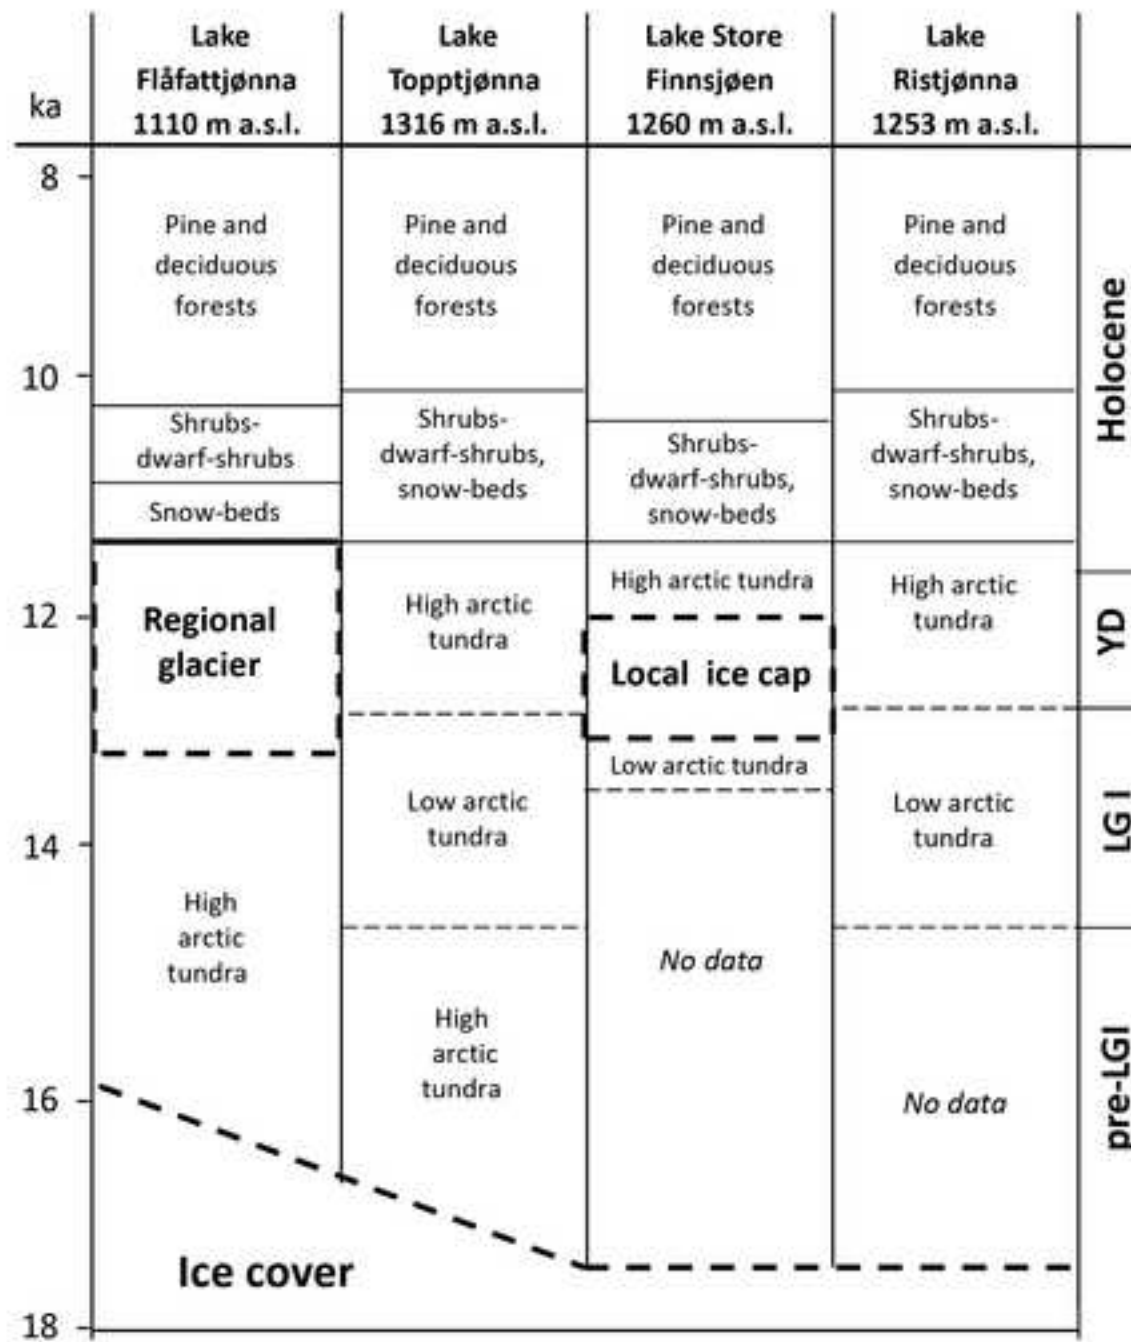 ka
Lake
Flåfattjønna
1110 m a.s.l.
Lake
Topptjønna
1316 m a.s.l.
Lake Store
Finnsjøen
1260 m a.s.l.
Lake
Ristjønna
1253 m a.s.l.
8
10
12
14
16
18
Pine and
deciduous
forests
Shrubs-
dwarf-shrubs
Snow-beds
Regional
glacier
High
arctic
tundra
Pine and
deciduous
forests
Shrubs-
dwarf-shrubs,
snow-beds
High arctic
tundra
Low arctic
tundra
High
arctic
tundra
Pine and
deciduous
forests
Shrubs-
dwarf-shrubs,
snow-beds
High arctic tundra
Local ice cap
Low arctic tundra
No data
Pine and
deciduous
forests
Shrubs-
dwarf-shrubs,
snow-beds
High arctic
tundra
Low arctic
tundra
No data
Ice cover
Holocene
YD
LG I
pre-LGI